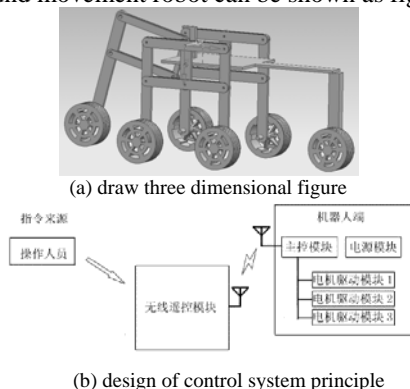 and movement robot can be shown as fig
(a) draw three dimensional figure
指令来源
操作人员
无线遥控模块
机器人端
主控模块 电源模块
电机驱动模块 1
电机驱动模块 2
电机驱动模块 3
(b) design of control system principle